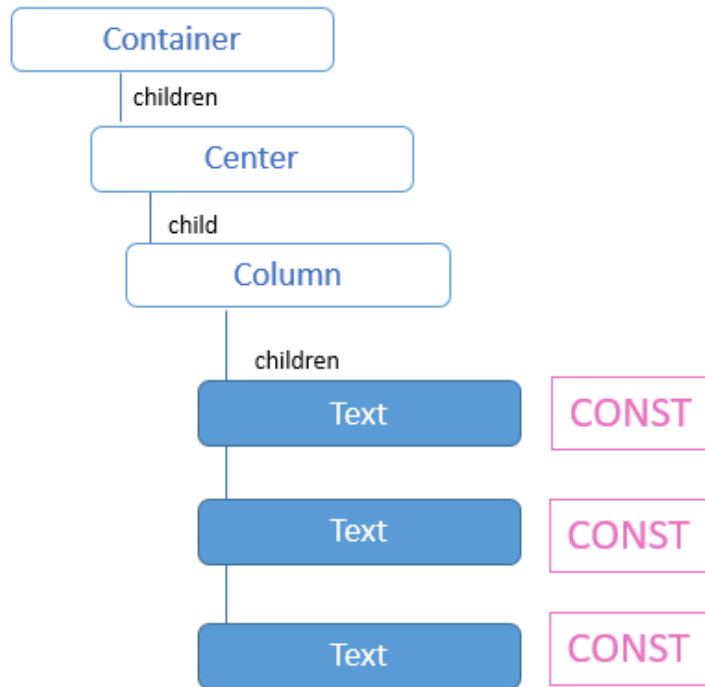 Container
children
Center
child
Column
children
Text
CONST
Text
CONST
Text
CONST